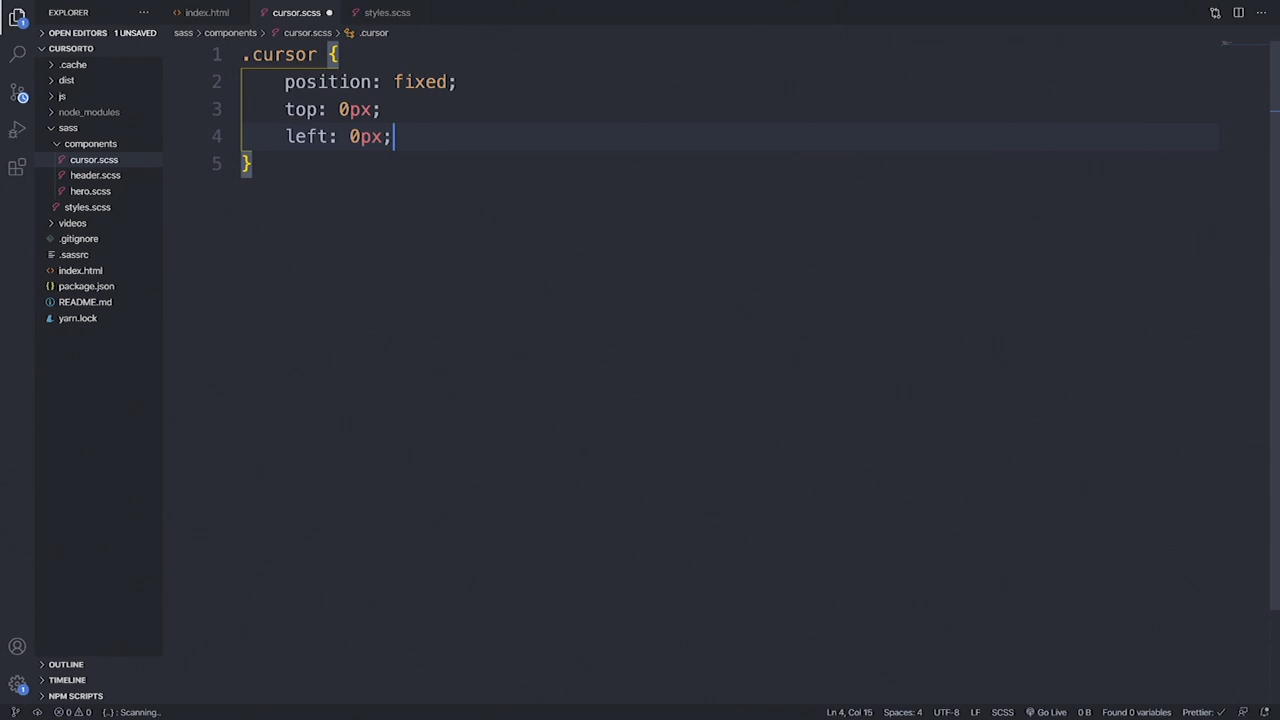 EXPLORER
index.html
cursor.scss
styles.scss
OPEN EDITORS 1 UNSAVED
sass > components > cursor.scss > .cursor
CURSORTO
.cache
dist
js
node_modules
sass
components
cursor.scss
header.scss
hero.scss
styles.scss
videos
.gitignore
.sassrc
index.html
package.json
README.md
yarn.lock
1 .cursor {
2 position: fixed;
3 top: 0px;
4 left: 0px;
5 }
1
OUTLINE
TIMELINE
NPM SCRIPTS
1
0 0 {..} : Scanning..
Ln 4, Col 15 Spaces: 4 UTF-8 LF SCSS Go Live 0 B Found 0 variables Prettier: ✓